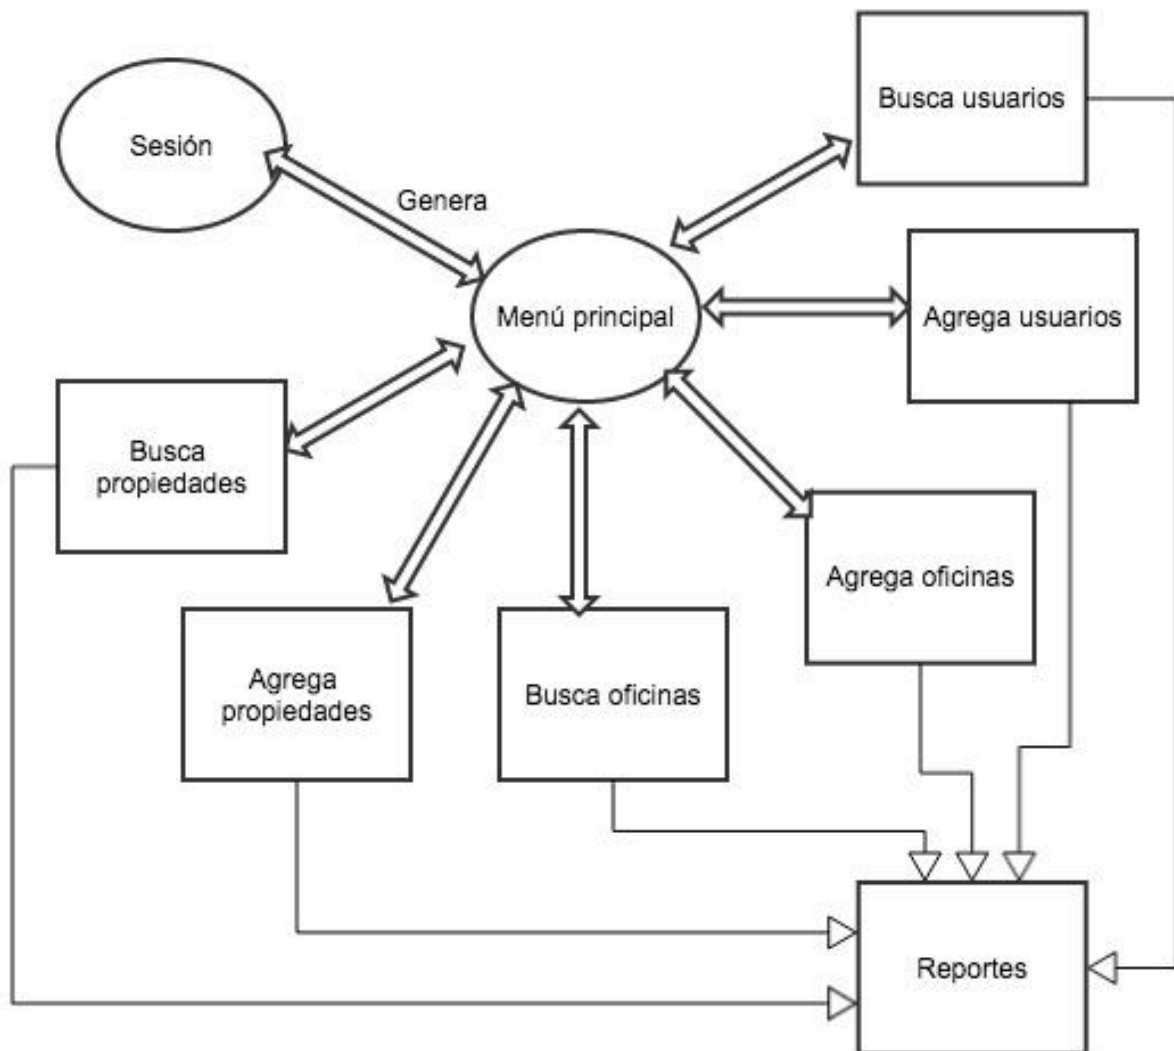 Busca usuarios
Sesión
Genera
Menú principal
Agrega usuarios
Busca
propiedades
Agrega oficinas
Agrega
propiedades
Busca oficinas
Reportes